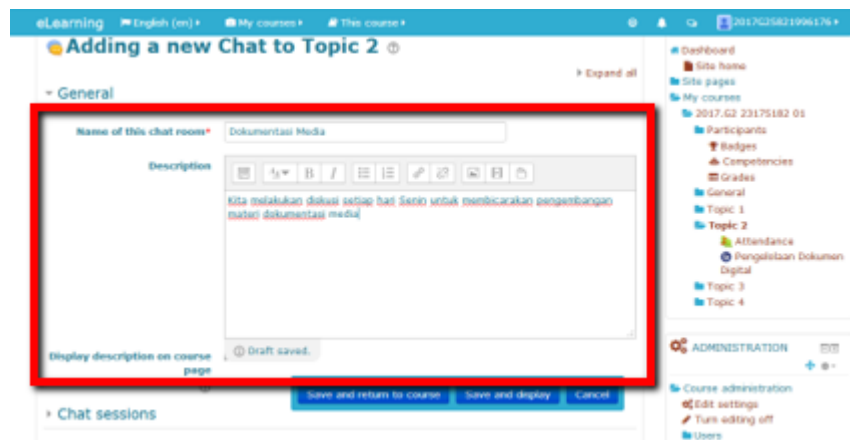 eLearning English (en) My courses This course 2017G25821996176
Adding a new Chat to Topic 2
Expand all
General
Name of this chat room* Dokumentasi Media
Description
B I
Kita melakukan diskusi setiap hari Senin untuk membicarakan pengembangan
materi dokumentasi media
Draft saved.
Display description on course
page
Save and return to course Save and display Cancel
Chat sessions
Dashboard
Site home
Site pages
My courses
2017.G2 23175182 01
Participants
Badges
Competencies
Grades
General
Topic 1
Topic 2
Attendance
Pengelolaan Dokumen
Digital
Topic 3
Topic 4
ADMINISTRATION
Course administration
Edit settings
Turn editing off
Users